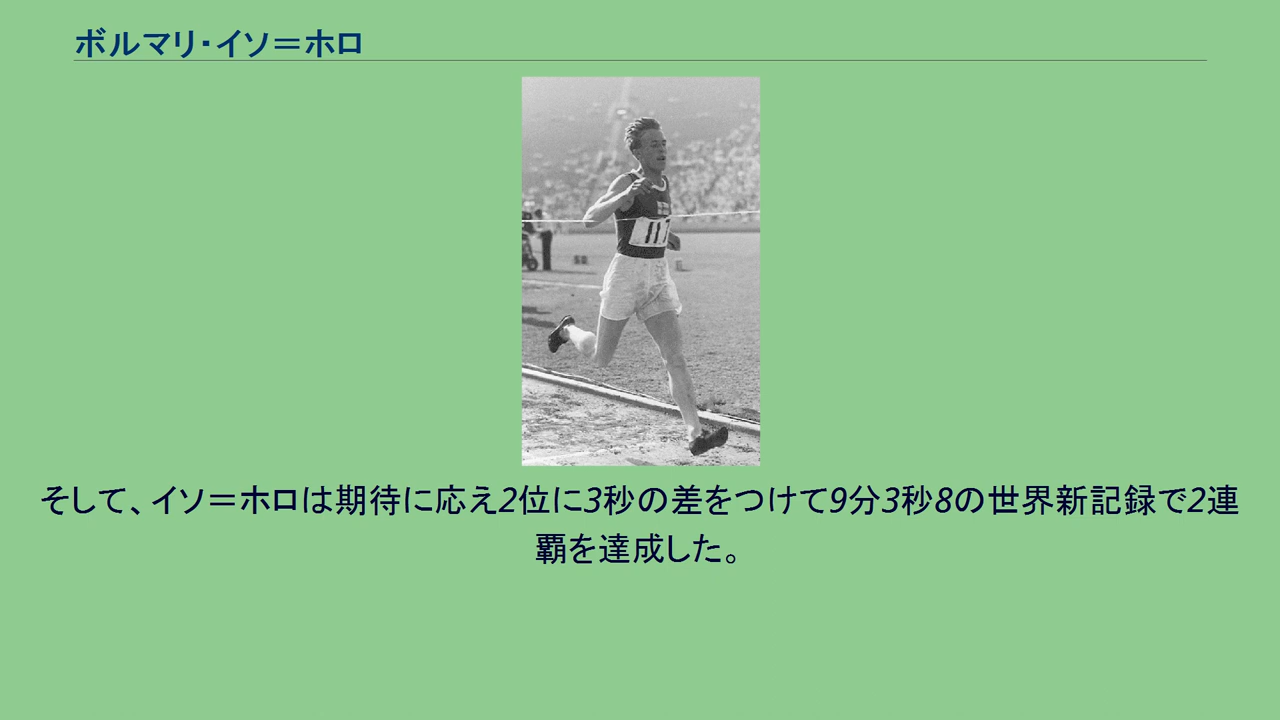 ボルマリ・イソ＝ホロ
117
そして、イソ＝ホロは期待に応え2位に3秒の差をつけて9分3秒8の世界新記録で2連
覇を達成した。